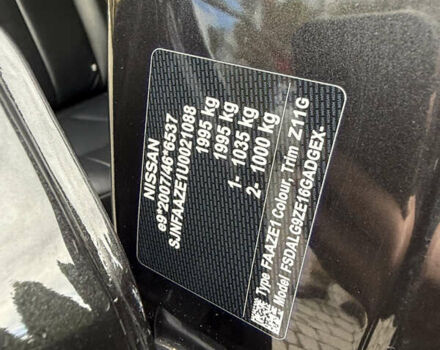 NISSAN
e9*2007/46*6537
SJNFAAZE1U0021088
1995 kg
1995 kg
1- 1035 kg
2- 1000 kg
Type FAAZE1 Colour, Trim Z11G
Model FSDALG9ZE16GADGEX-